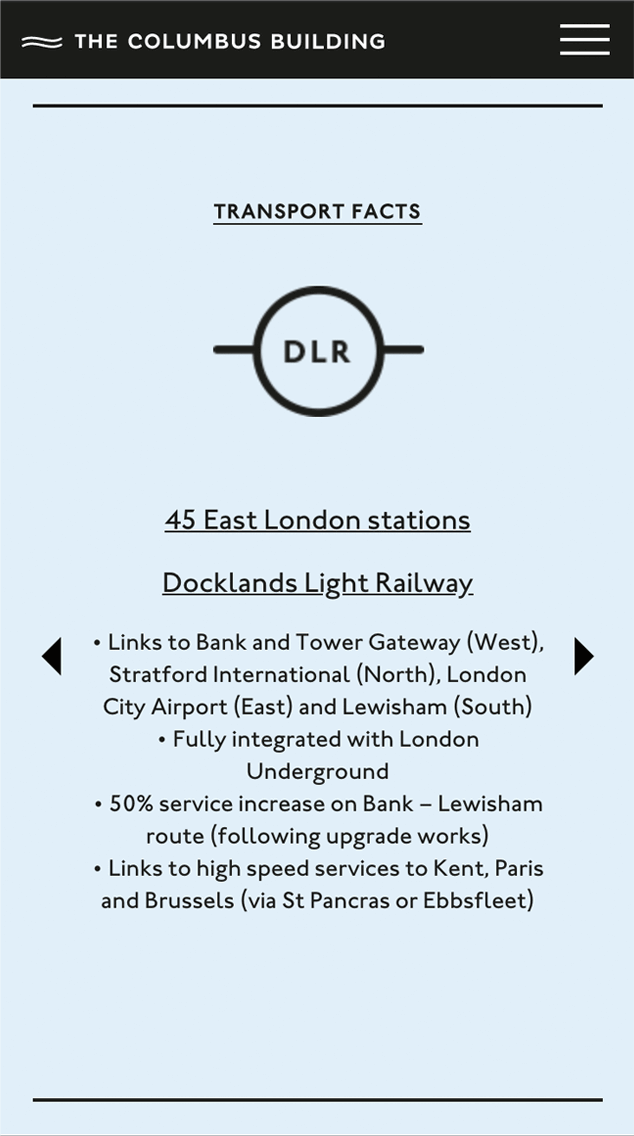 THE COLUMBUS BUILDING
TRANSPORT FACTS
DLR
45 East London stations
Docklands Light Railway
• Links to Bank and Tower Gateway (West),
Stratford International (North), London
City Airport (East) and Lewisham (South)
• Fully integrated with London
Underground
• 50% service increase on Bank – Lewisham
route (following upgrade works)
• Links to high speed services to Kent, Paris
and Brussels (via St Pancras or Ebbsfleet)